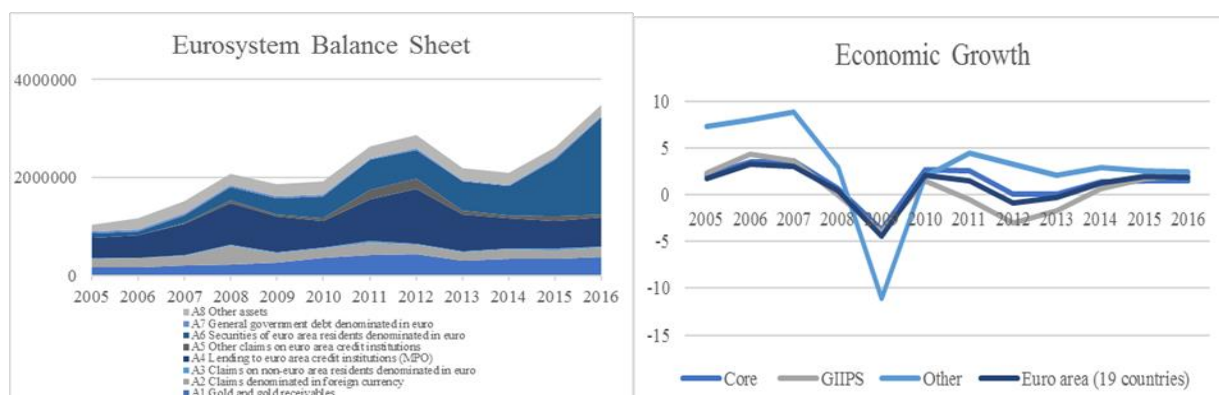 Eurosystem Balance Sheet
4000000
2000000
0
2005 2006 2007 2008 2009 2010 2011 2012 2013 2014 2015 2016
A8 Other assets
A7 General government debt denominated in euro
A6 Securities of euro area residents denominated in euro
A5 Other claims on euro area credit institutions
A4 Lending to euro area credit institutions (MPO)
A3 Claims on non-euro area residents denominated in euro
A2 Claims denominated in foreign currency
A1 Gold and gold receivables
Economic Growth
10
5
0
2005 2006 2007 2008 2009 2010 2011 2012 2013 2014 2015 2016
-5
-10
-15
Core GIIPS Other Euro area (19 countries)